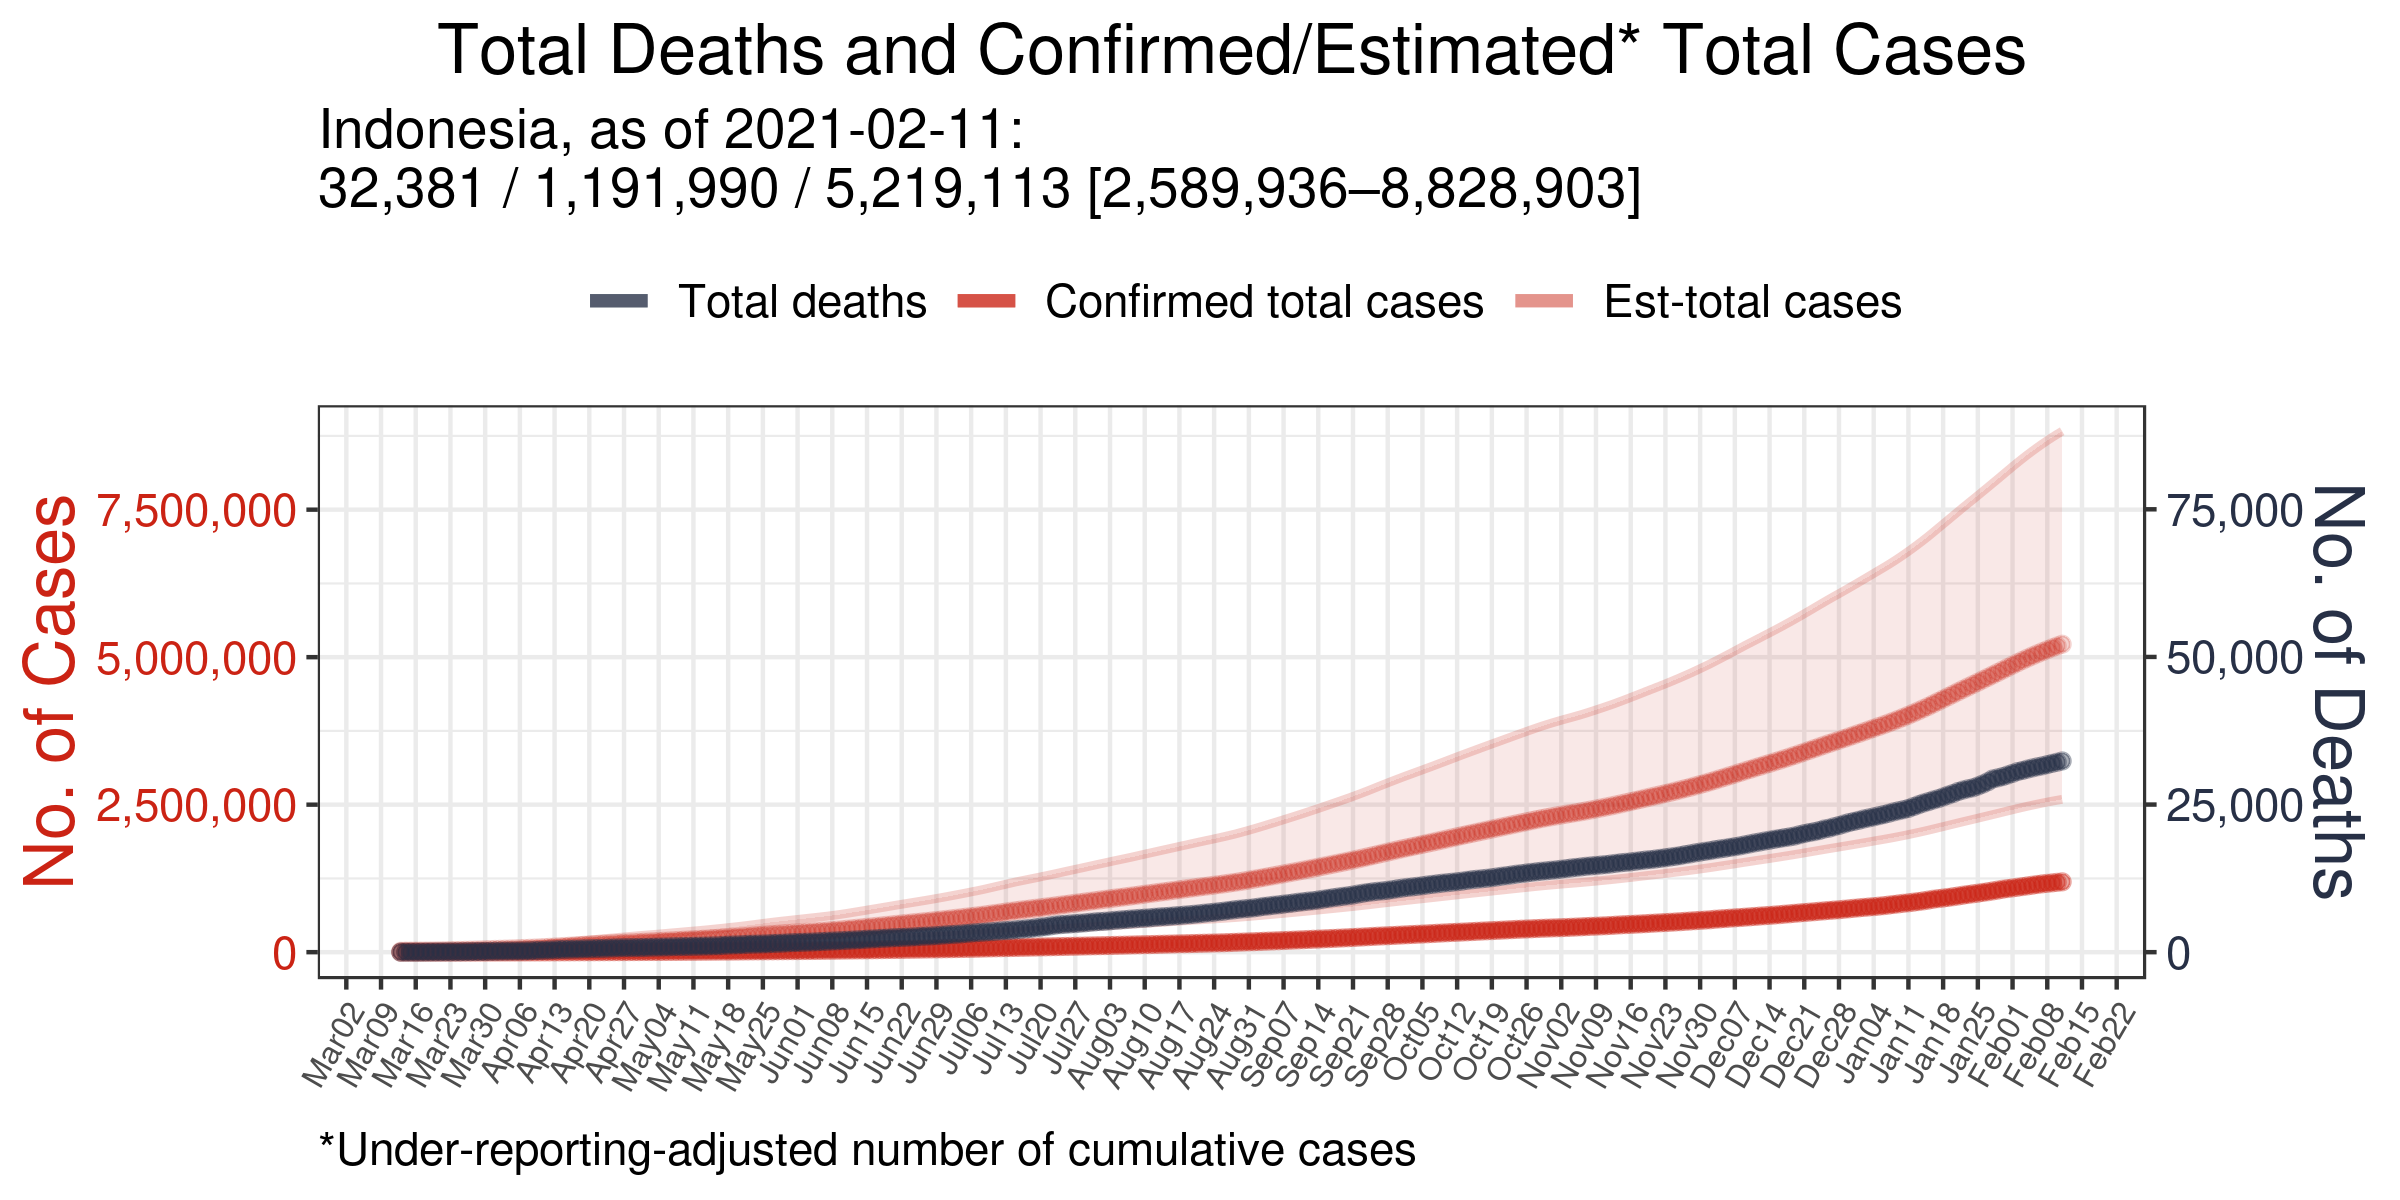 Total Deaths and Confirmed/Estimated* Total Cases
Indonesia, as of 2021-02-11:
32,381 / 1,191,990 / 5,219,113 [2,589,936–8,828,903]
Total deaths
Confirmed total cases
Est-total cases
No. of Cases
7,500,000
5,000,000
2,500,000
0
75,000
50,000
25,000
0
No. of Deaths
Mar02
Mar09
Mar16
Mar23
Mar30
Apr06
Apr13
Apr20
Apr27
May04
May11
May18
May25
Jun01
Jun08
Jun15
Jun22
Jun29
Jul06
Jul13
Jul20
Jul27
Aug03
Aug10
Aug17
Aug24
Aug31
Sep07
Sep14
Sep21
Sep28
Oct05
Oct12
Oct19
Oct26
Nov02
Nov09
Nov16
Nov23
Nov30
Dec07
Dec14
Dec21
Dec28
Jan04
Jan11
Jan18
Jan25
Feb01
Feb08
Feb15
Feb22
*Under-reporting-adjusted number of cumulative cases